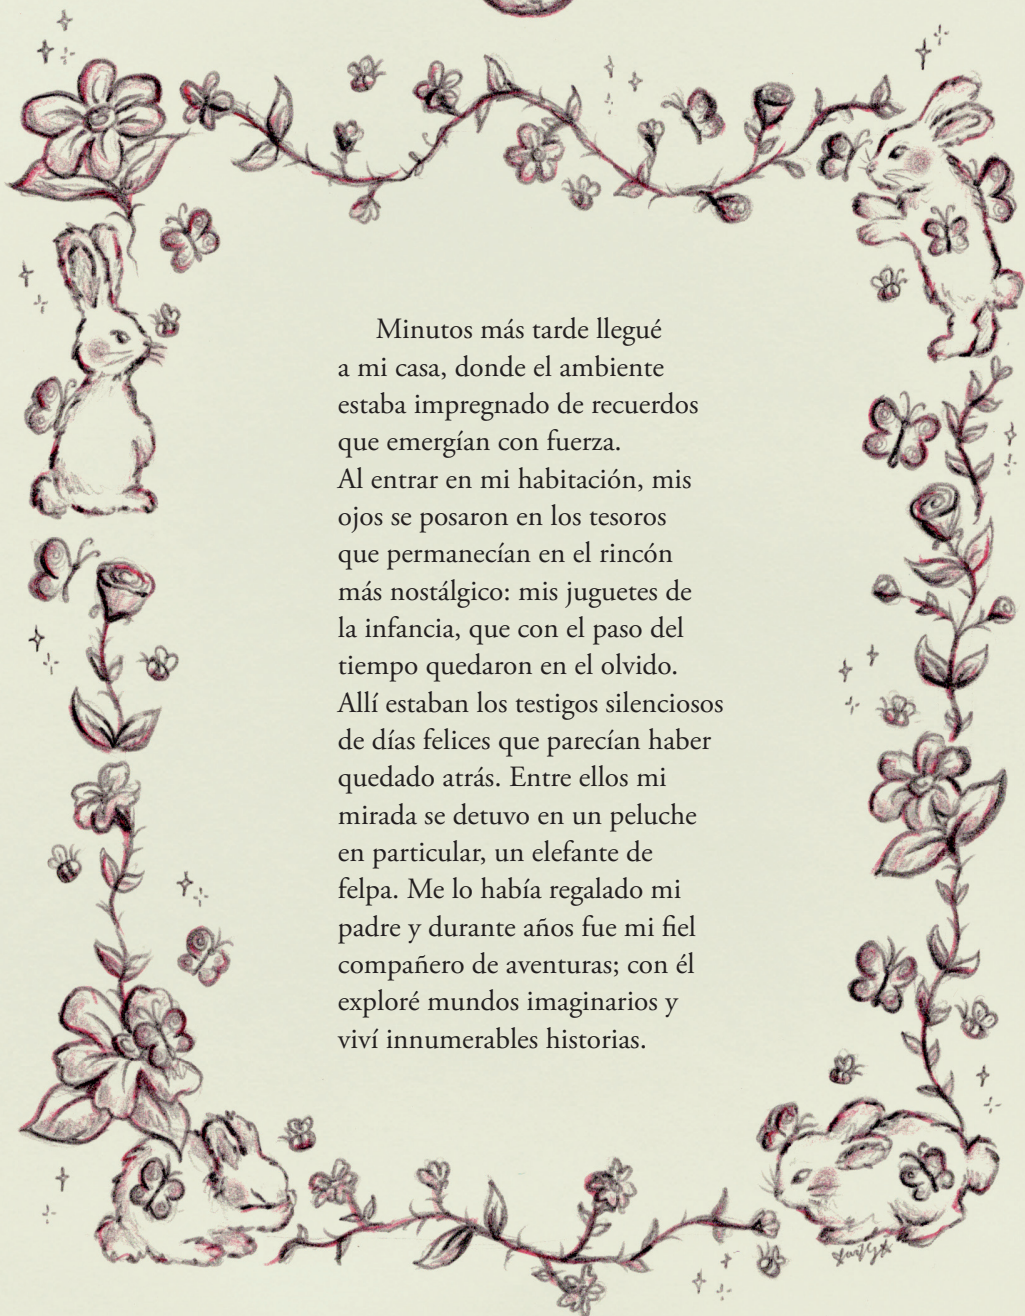 Minutos más tarde llegué
a mi casa, donde el ambiente
estaba impregnado de recuerdos
que emergían con fuerza.
Al entrar en mi habitación, mis
ojos se posaron en los tesoros
que permanecían en el rincón
más nostálgico: mis juguetes de
la infancia, que con el paso del
tiempo quedaron en el olvido.
Allí estaban los testigos silenciosos
de días felices que parecían haber
quedado atrás. Entre ellos mi
mirada se detuvo en un peluche
en particular, un elefante de
felpa. Me lo había regalado mi
padre y durante años fue mi fiel
compañero de aventuras; con él
exploré mundos imaginarios y
viví innumerables historias.